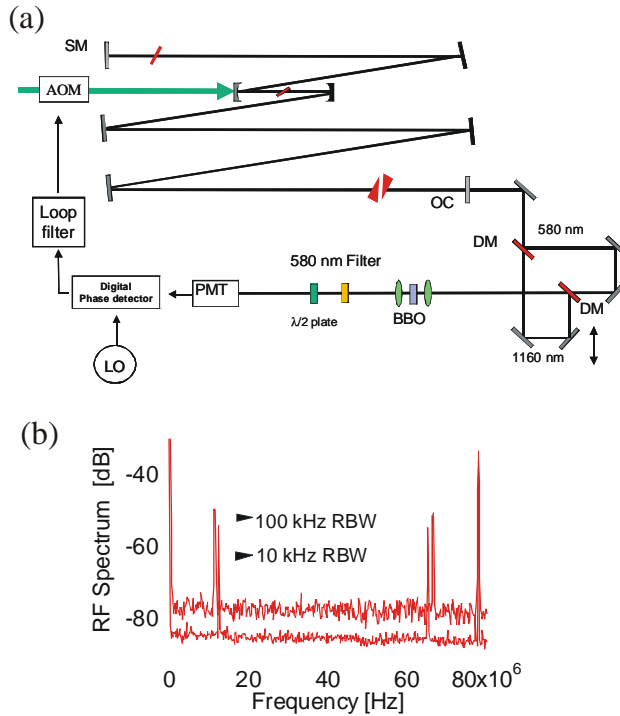 (a)
SM
AOM
OC
Loop
filter
DM
580 nm
580 nm Filter
Digital
Phase detector
PMT
BBO
DM
λ/2 plate
1160 nm
LO
(b)
RF Spectrum [dB]
-40
-60
-80
100 kHz RBW
10 kHz RBW
0
20
40
60
80x10⁶
Frequency [Hz]